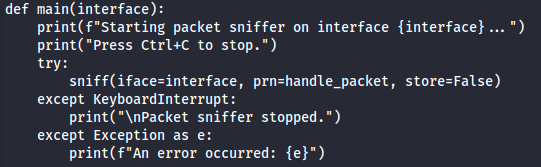 def main(interface):
    print(f"Starting packet sniffer on interface {interface}...")
    print("Press Ctrl+C to stop.")
    try:
        sniff(iface=interface, prn=handle_packet, store=False)
    except KeyboardInterrupt:
        print("\nPacket sniffer stopped.")
    except Exception as e:
        print(f"An error occurred: {e}")